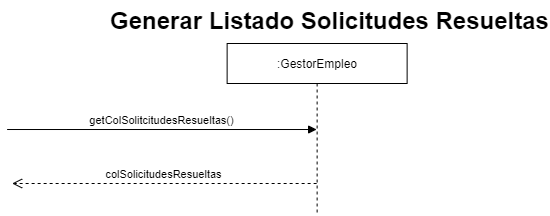 Generar Listado Solicitudes Resueltas
:GestorEmpleo
getColSolitcitudesResueltas()
colSolicitudesResueltas